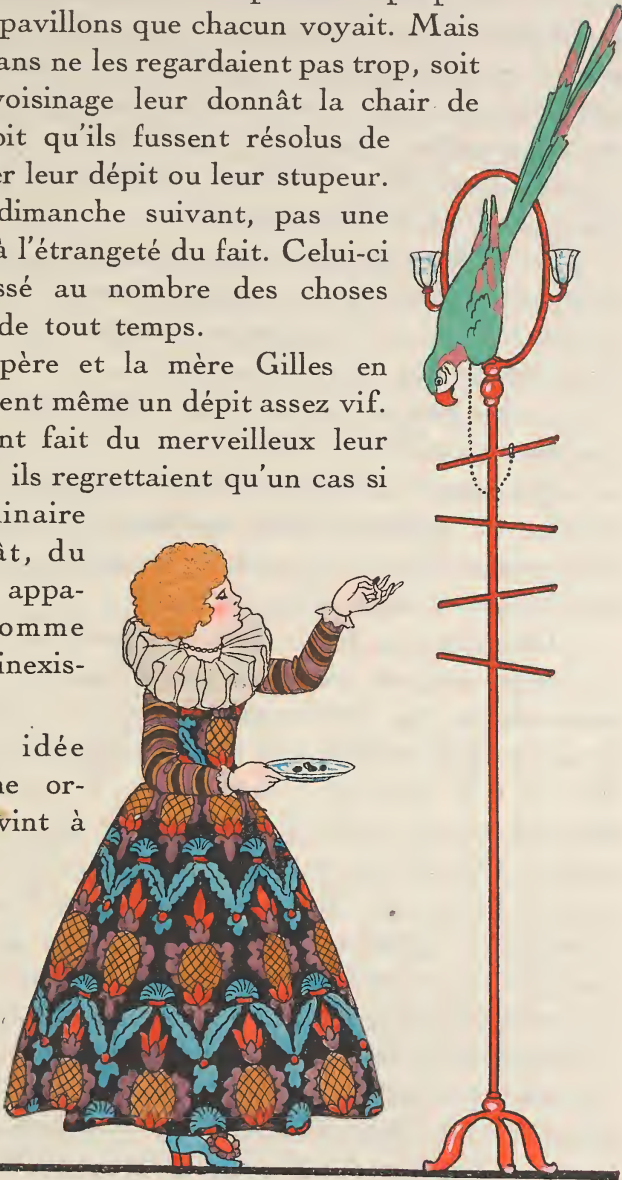 pavillons que chacun voyait. Mais
ans ne les regardaient pas trop, soit
voisinage leur donnât la chair de
oit qu'ils fussent résolus de
er leur dépit ou leur stupeur.
dimanche suivant, pas une
à l'étrangeté du fait. Celui-ci
ssé au nombre des choses
de tout temps.
père et la mère Gilles en
ent même un dépit assez vif.
nt fait du merveilleux leur
ils regrettaient qu'un cas si
inaire
ât, du
appa-
omme
inexis-
idée
ne or-
vint à